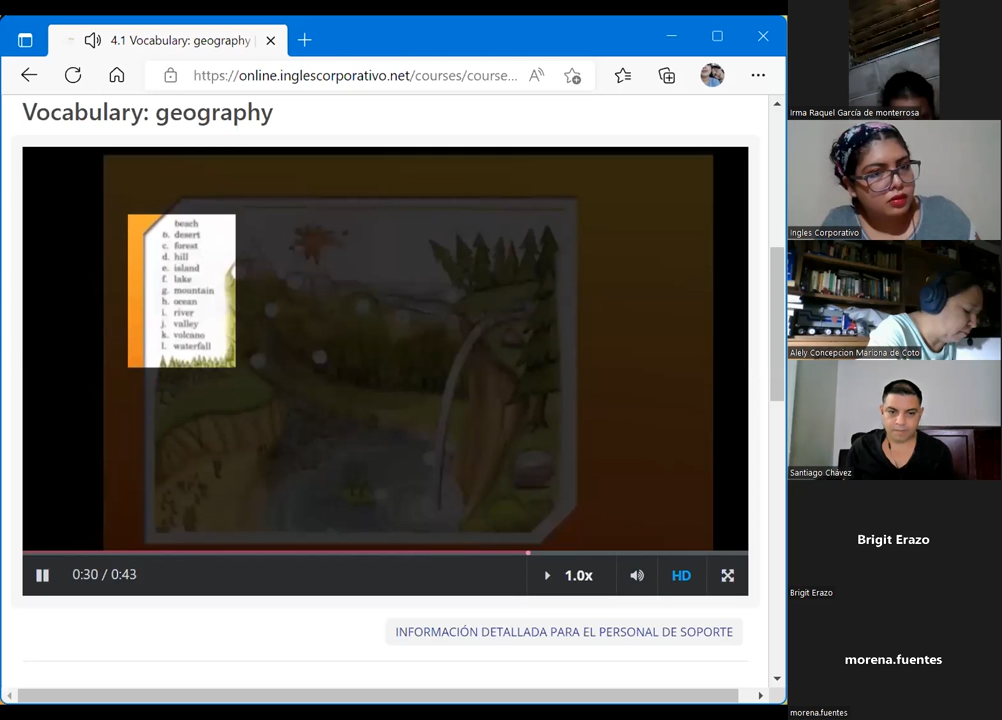 4.1 Vocabulary: geography
https://online.inglescorporativo.net/courses/course...
Vocabulary: geography
beach
b. desert
c. forest
d. hill
e. island
f. lake
g. mountain
h. ocean
i. river
j. valley
k. volcano
l. waterfall
0:30 / 0:43
1.0x
HD
INFORMACIÓN DETALLADA PARA EL PERSONAL DE SOPORTE
Irma Raquel García de monterrosa
Ingles Corporativo
Alely Concepcion Mariona de Coto
Santiago Chávez
Brigit Erazo
Brigit Erazo
morena.fuentes
morena.fuentes